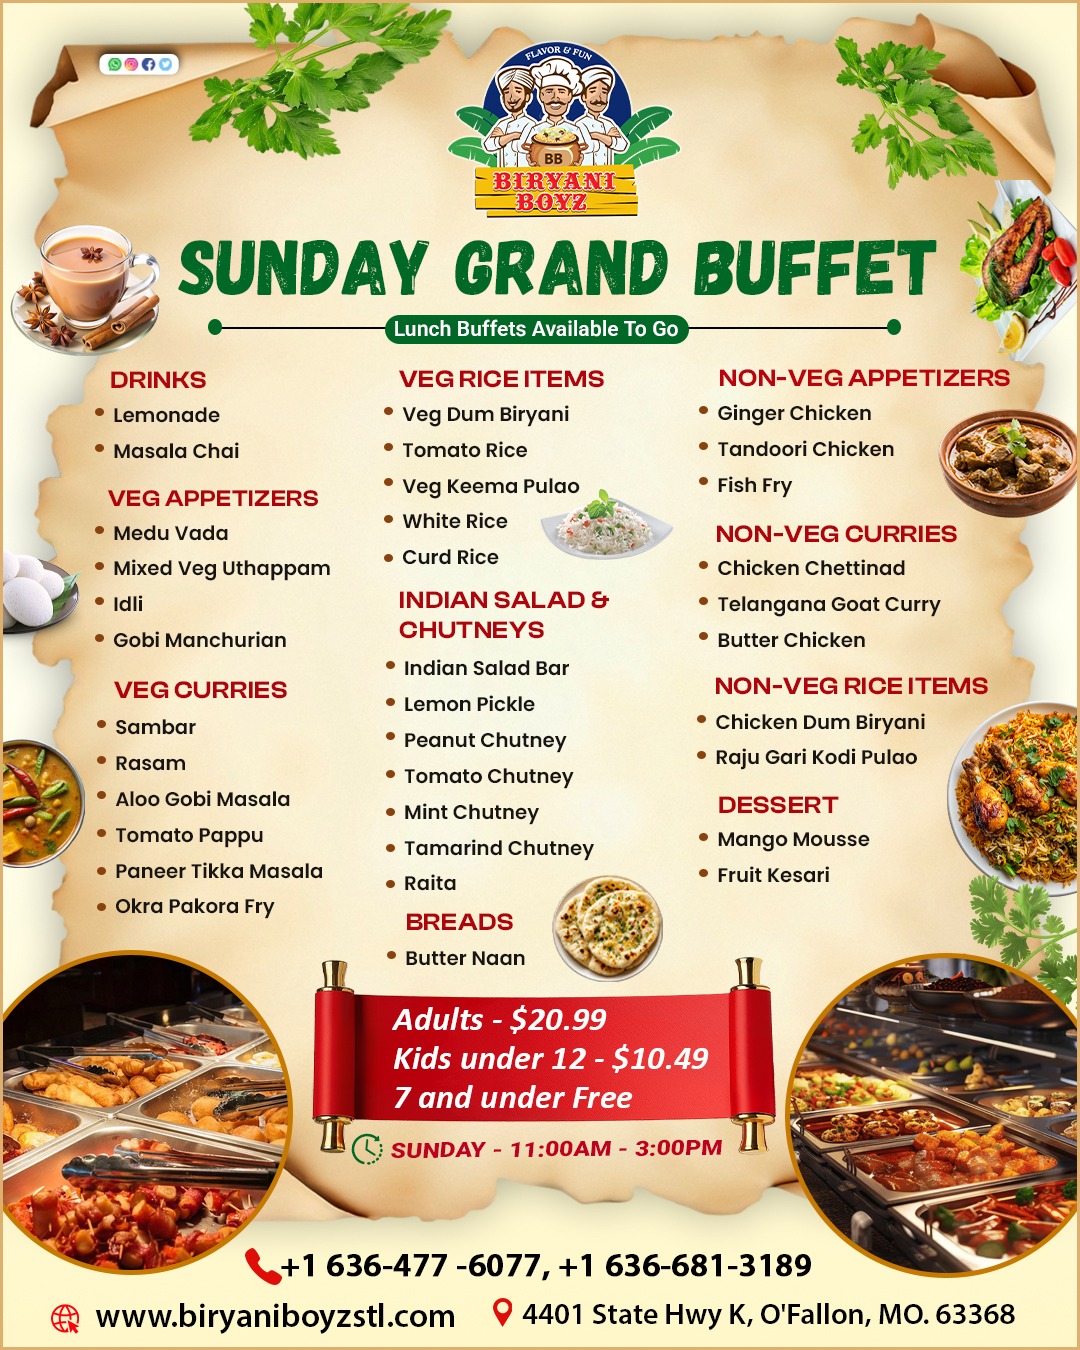 FLAVOR & FUN
BB
BIRYANI
BOYZ
SUNDAY GRAND BUFFET
Lunch Buffets Available To Go
DRINKS
Lemonade
Masala Chai
VEG APPETIZERS
Medu Vada
Mixed Veg Uthappam
Idli
Gobi Manchurian
VEG CURRIES
Sambar
Rasam
Aloo Gobi Masala
Tomato Pappu
Paneer Tikka Masala
Okra Pakora Fry
VEG RICE ITEMS
Veg Dum Biryani
Tomato Rice
Veg Keema Pulao
White Rice
Curd Rice
INDIAN SALAD &
CHUTNEYS
Indian Salad Bar
Lemon Pickle
Peanut Chutney
Tomato Chutney
Mint Chutney
Tamarind Chutney
Raita
BREADS
Butter Naan
NON-VEG APPETIZERS
Ginger Chicken
Tandoori Chicken
Fish Fry
NON-VEG CURRIES
Chicken Chettinad
Telangana Goat Curry
Butter Chicken
NON-VEG RICE ITEMS
Chicken Dum Biryani
Raju Gari Kodi Pulao
DESSERT
Mango Mousse
Fruit Kesari
Adults - $20.99
Kids under 12 - $10.49
7 and under Free
SUNDAY - 11:00AM - 3:00PM
+1 636-477 -6077, +1 636-681-3189
www.biryaniboyzstl.com
4401 State Hwy K, O'Fallon, MO. 63368